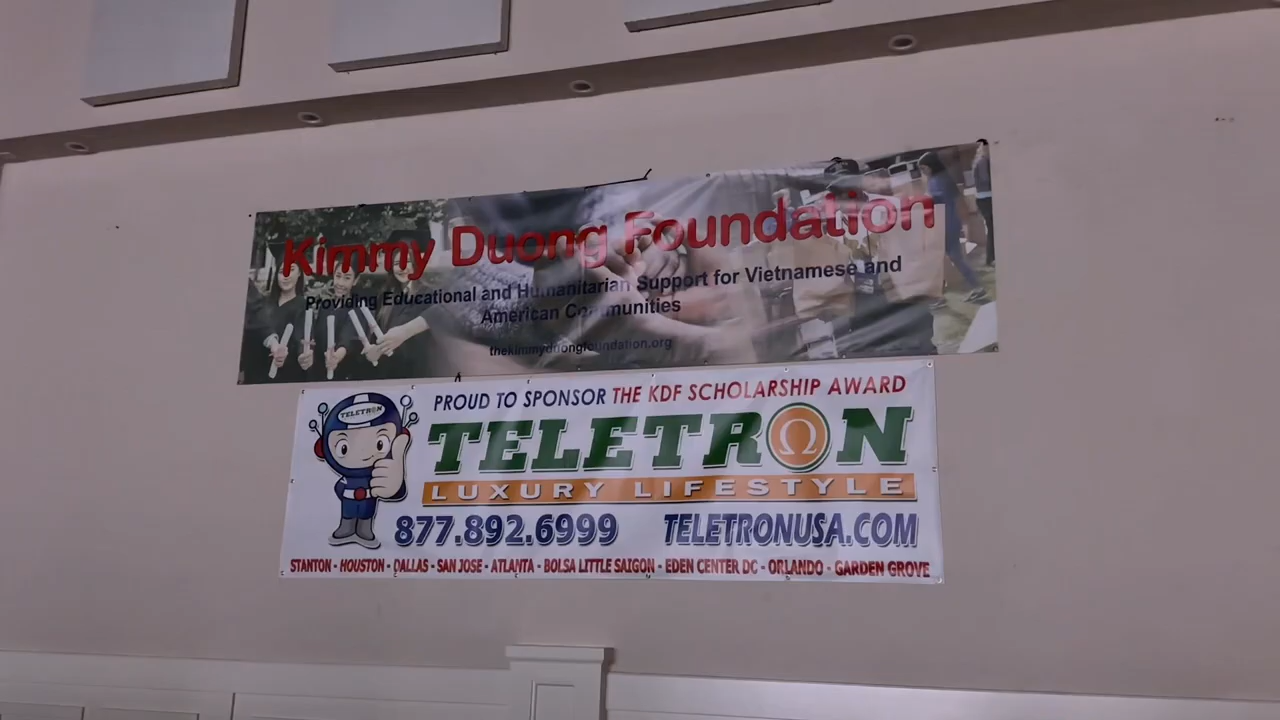 Kimmy Duong Foundation
Providing Educational and Humanitarian Support for Vietnamese and
American Communities
thekimmyduongfoundation.org
PROUD TO SPONSOR THE KDF SCHOLARSHIP AWARD
TELETRON
TELETRΩN
LUXURY LIFESTYLE
877.892.6999 TELETRONUSA.COM
STANTON - HOUSTON - DALLAS - SAN JOSE - ATLANTA - BOLSA LITTLE SAIGON - EDEN CENTER DC - ORLANDO - GARDEN GROVE